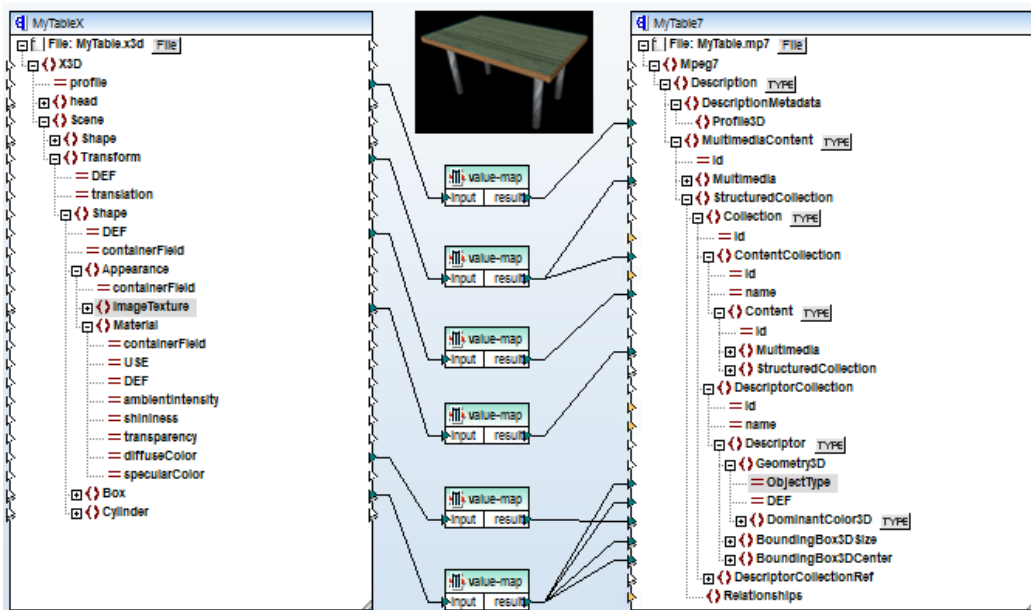 MyTableX
File: MyTable.x3d File
X3D
profile
head
Scene
Shape
Transform
DEF
translation
Shape
DEF
containerField
Appearance
containerField
ImageTexture
Material
containerField
USE
DEF
ambientIntensity
shininess
transparency
diffuseColor
specularColor
Box
Cylinder
value-map
input result
value-map
input result
value-map
input result
value-map
input result
value-map
input result
value-map
input result
MyTable7
File: MyTable.mp7 File
Mpeg7
Description TYPE
DescriptionMetadata
Profile3D
MultimediaContent TYPE
id
Multimedia
StructuredCollection
Collection TYPE
id
ContentCollection
id
name
Content TYPE
id
Multimedia
StructuredCollection
DescriptorCollection
id
name
Descriptor TYPE
Geometry3D
ObjectType
DEF
DominantColor3D TYPE
BoundingBox3DSize
BoundingBox3DCenter
DescriptorCollectionRef
Relationships